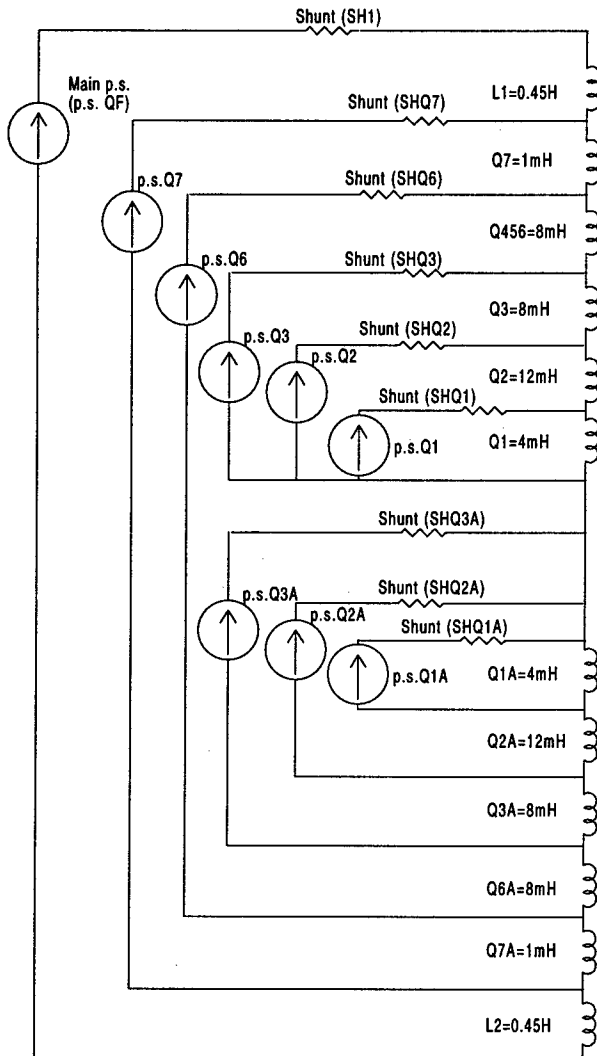 Shunt (SH1)
Main p.s.
(p.s. QF)
L1=0.45H
Shunt (SHQ7)
Q7=1mH
p.s.Q7
Shunt (SHQ6)
Q456=8mH
p.s.Q6
Shunt (SHQ3)
Q3=8mH
p.s.Q3
Shunt (SHQ2)
p.s.Q2
Q2=12mH
Shunt (SHQ1)
p.s.Q1
Q1=4mH
Shunt (SHQ3A)
p.s.Q3A
Shunt (SHQ2A)
p.s.Q2A
Shunt (SHQ1A)
p.s.Q1A
Q1A=4mH
Q2A=12mH
Q3A=8mH
Q6A=8mH
Q7A=1mH
L2=0.45H